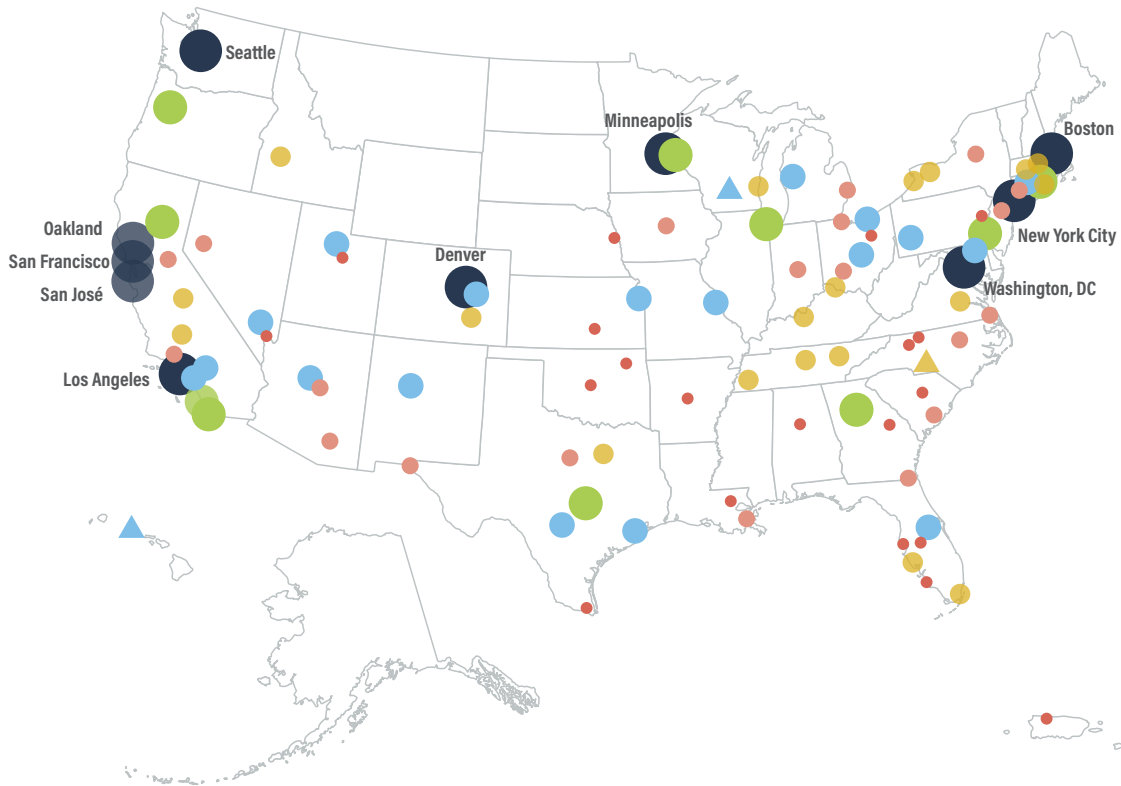 Seattle
Minneapolis
Boston
Oakland
San Francisco
San José
Denver
New York City
Washington, DC
Los Angeles